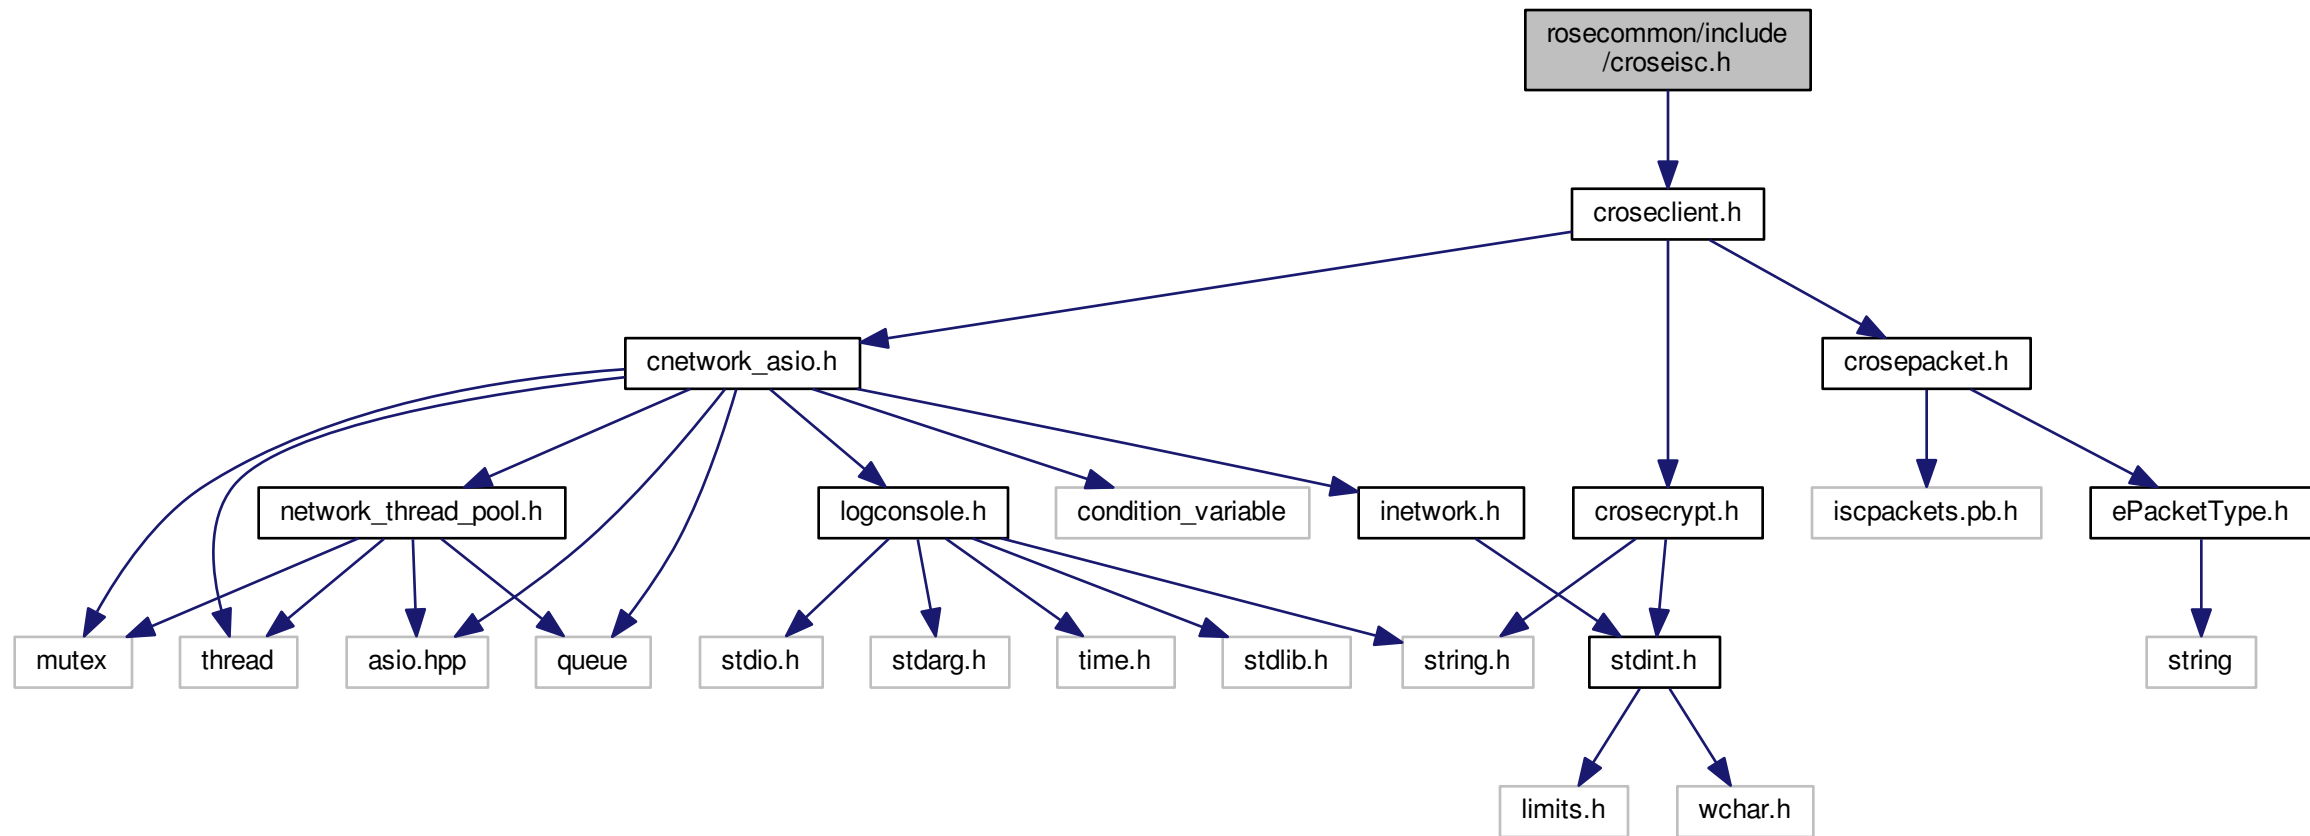 rosecommon/include
/croseisc.h
croseclient.h
cnetwork_asio.h
crosepacket.h
network_thread_pool.h
logconsole.h
condition_variable
inetwork.h
crosecrypt.h
iscpackets.pb.h
ePacketType.h
mutex
thread
asio.hpp
queue
stdio.h
stdarg.h
time.h
stdlib.h
string.h
stdint.h
string
limits.h
wchar.h